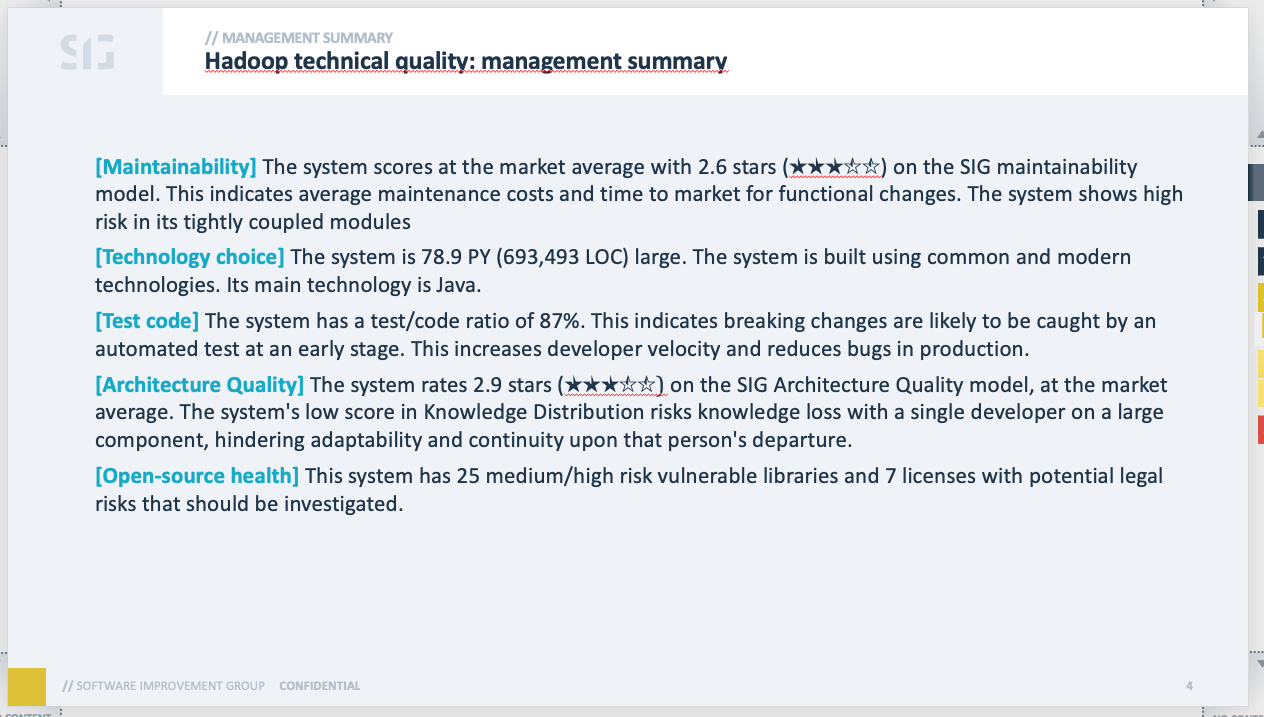 SIG
// MANAGEMENT SUMMARY
Hadoop technical quality: management summary
[Maintainability] The system scores at the market average with 2.6 stars (★★★☆☆) on the SIG maintainability
model. This indicates average maintenance costs and time to market for functional changes. The system shows high
risk in its tightly coupled modules
[Technology choice] The system is 78.9 PY (693,493 LOC) large. The system is built using common and modern
technologies. Its main technology is Java.
[Test code] The system has a test/code ratio of 87%. This indicates breaking changes are likely to be caught by an
automated test at an early stage. This increases developer velocity and reduces bugs in production.
[Architecture Quality] The system rates 2.9 stars (★★★☆☆) on the SIG Architecture Quality model, at the market
average. The system's low score in Knowledge Distribution risks knowledge loss with a single developer on a large
component, hindering adaptability and continuity upon that person's departure.
[Open-source health] This system has 25 medium/high risk vulnerable libraries and 7 licenses with potential legal
risks that should be investigated.
// SOFTWARE IMPROVEMENT GROUP CONFIDENTIAL
4